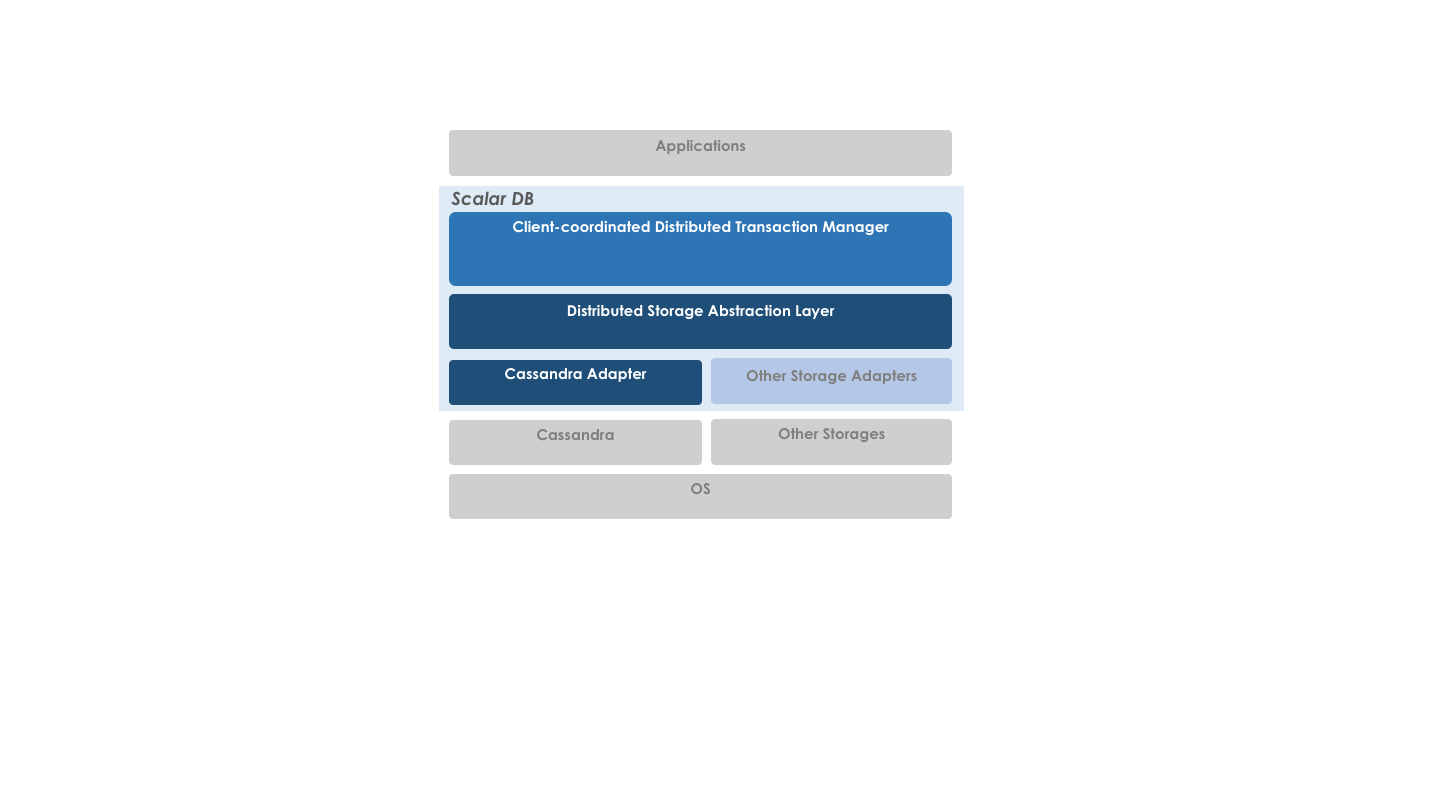 Applications
Scalar DB
Client-coordinated Distributed Transaction Manager
Distributed Storage Abstraction Layer
Cassandra Adapter
Other Storage Adapters
Cassandra
Other Storages
OS